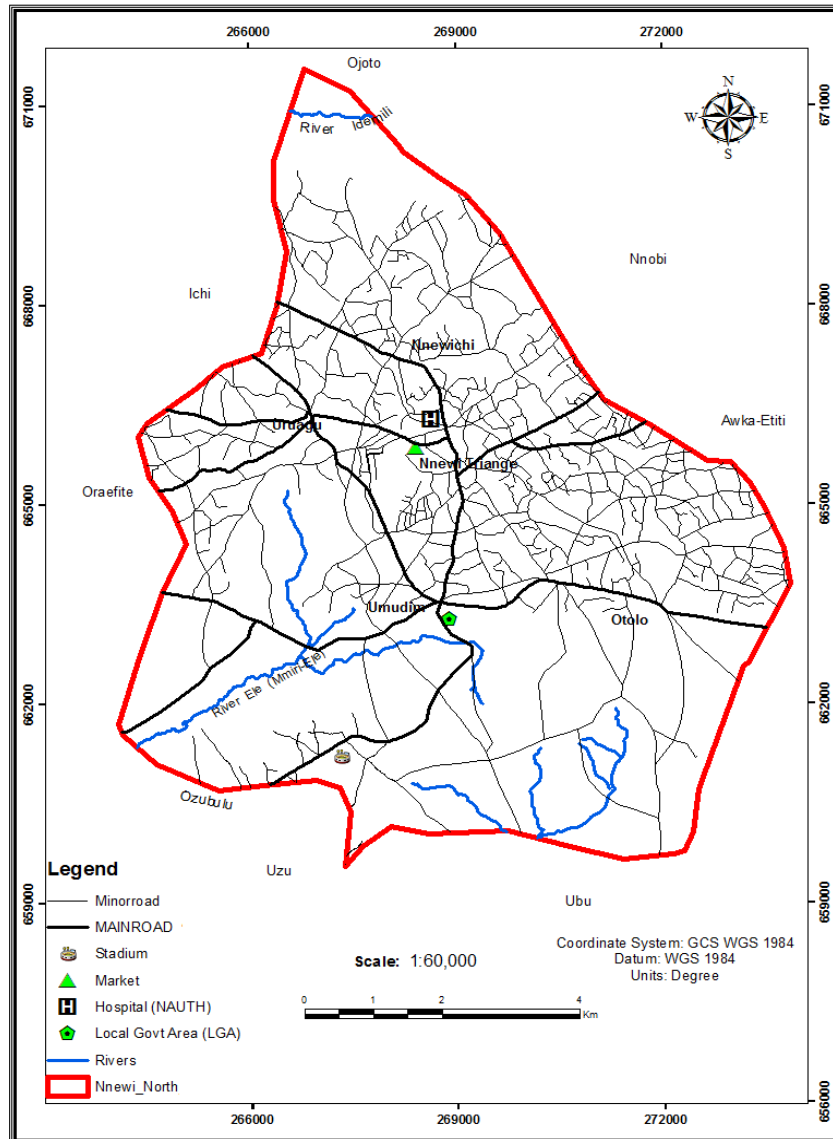 266000 269000 272000
Ojoto
671000 671000
River Idemili
N
W E
S
Nnobi
Ichi
668000 668000
Nnewichi
H
Uruagu
Awka-Etiti
Nnewi Triange
Oraefite
665000 665000
Umudim
Otolo
River Ele (Mmiri-Ele)
662000 662000
Ozubulu
Uzu
Ubu
659000 659000
Legend
Minorroad
MAINROAD
Stadium
Market
H Hospital (NAUTH)
Local Govt Area (LGA)
Rivers
Nnewi_North
Scale: 1:60,000
0 1 2 4
Km
Coordinate System: GCS WGS 1984
Datum: WGS 1984
Units: Degree
656000 656000
266000 269000 272000